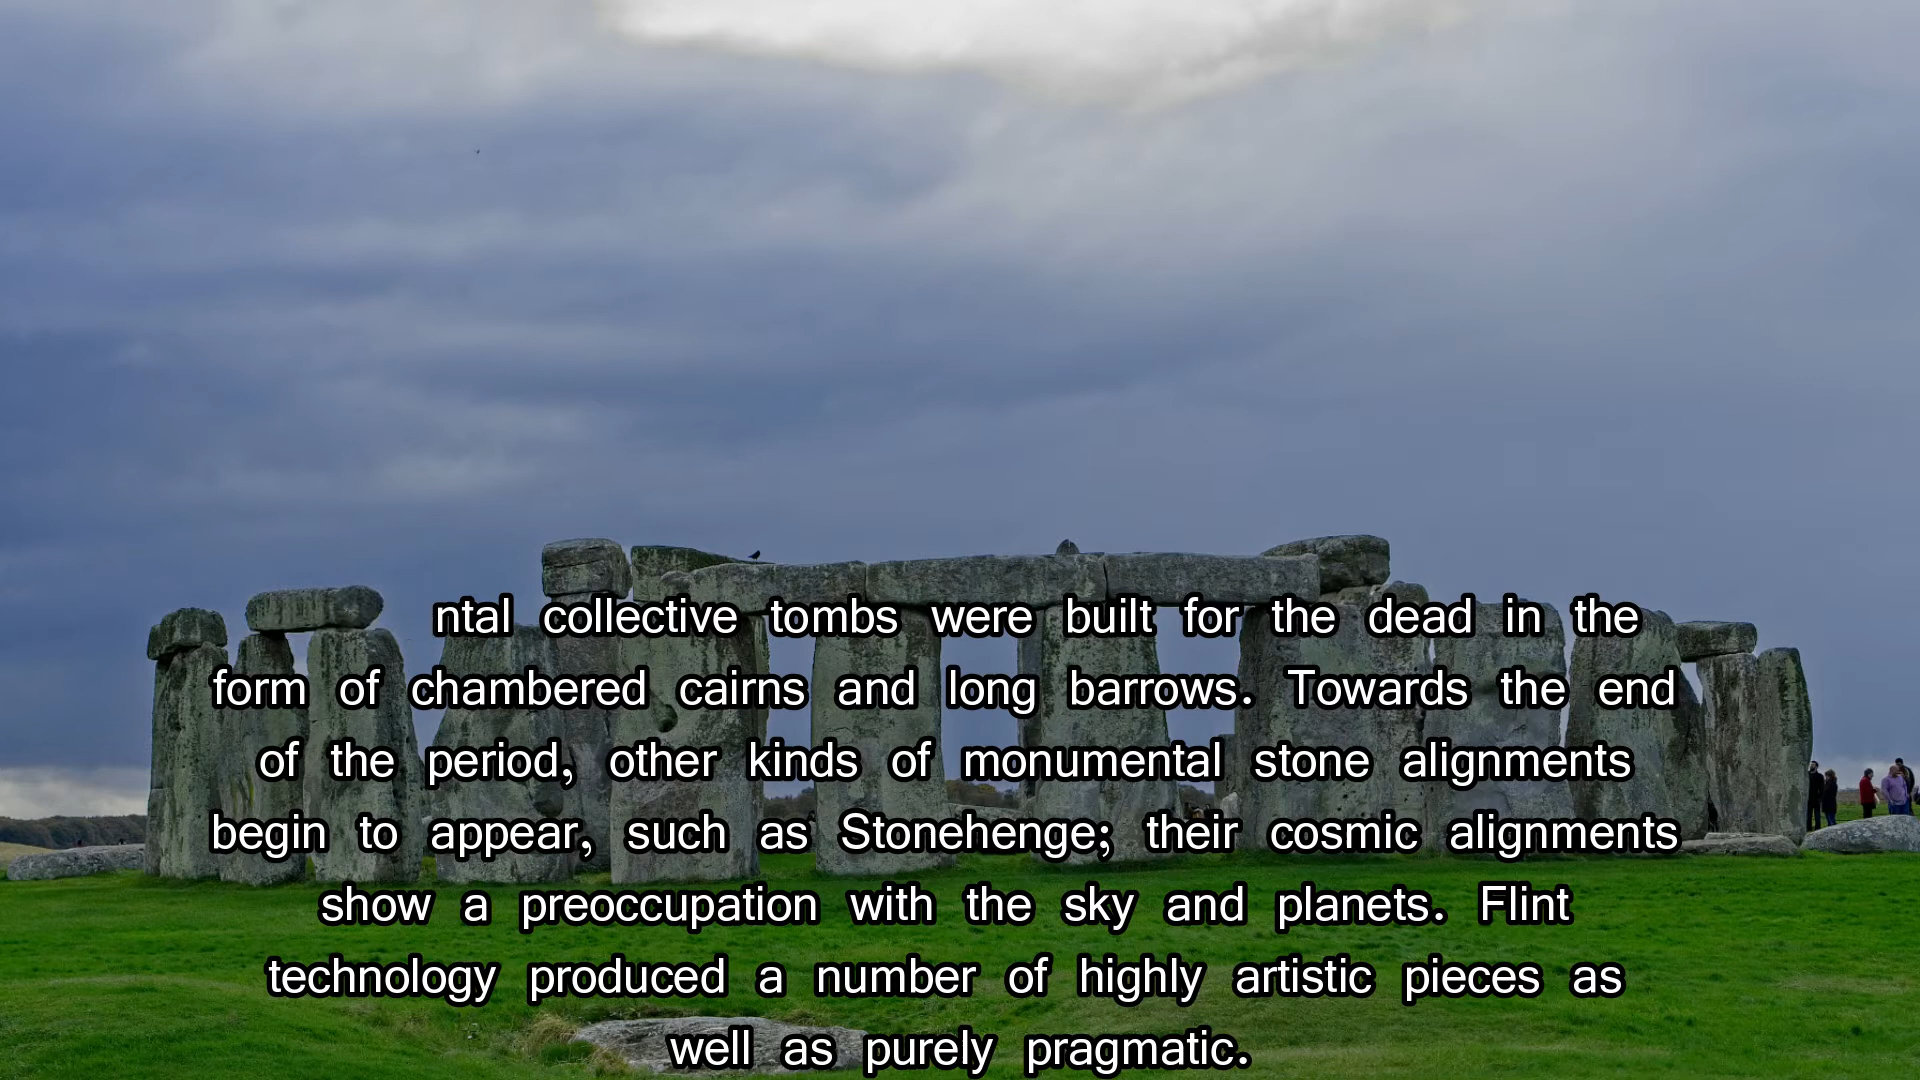 ntal collective tombs were built for the dead in the
form of chambered cairns and long barrows. Towards the end
of the period, other kinds of monumental stone alignments
begin to appear, such as Stonehenge; their cosmic alignments
show a preoccupation with the sky and planets. Flint
technology produced a number of highly artistic pieces as
well as purely pragmatic.